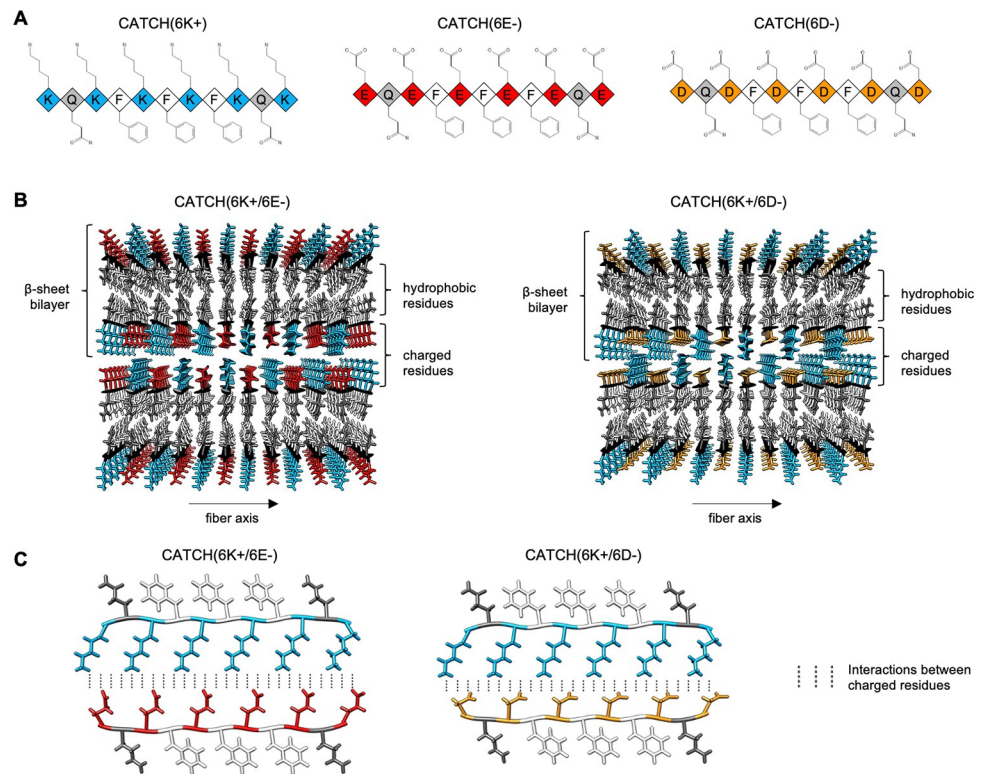 A
CATCH(6K+) CATCH(6E-) CATCH(6D-)
K Q K F K F K F K Q K
E Q E F E F E F E Q E
D Q D F D F D F D Q D
B
CATCH(6K+/6E-) CATCH(6K+/6D-)
β-sheet
bilayer
hydrophobic
residues
charged
residues
fiber axis
β-sheet
bilayer
hydrophobic
residues
charged
residues
fiber axis
C
CATCH(6K+/6E-) CATCH(6K+/6D-)
Interactions between
charged residues